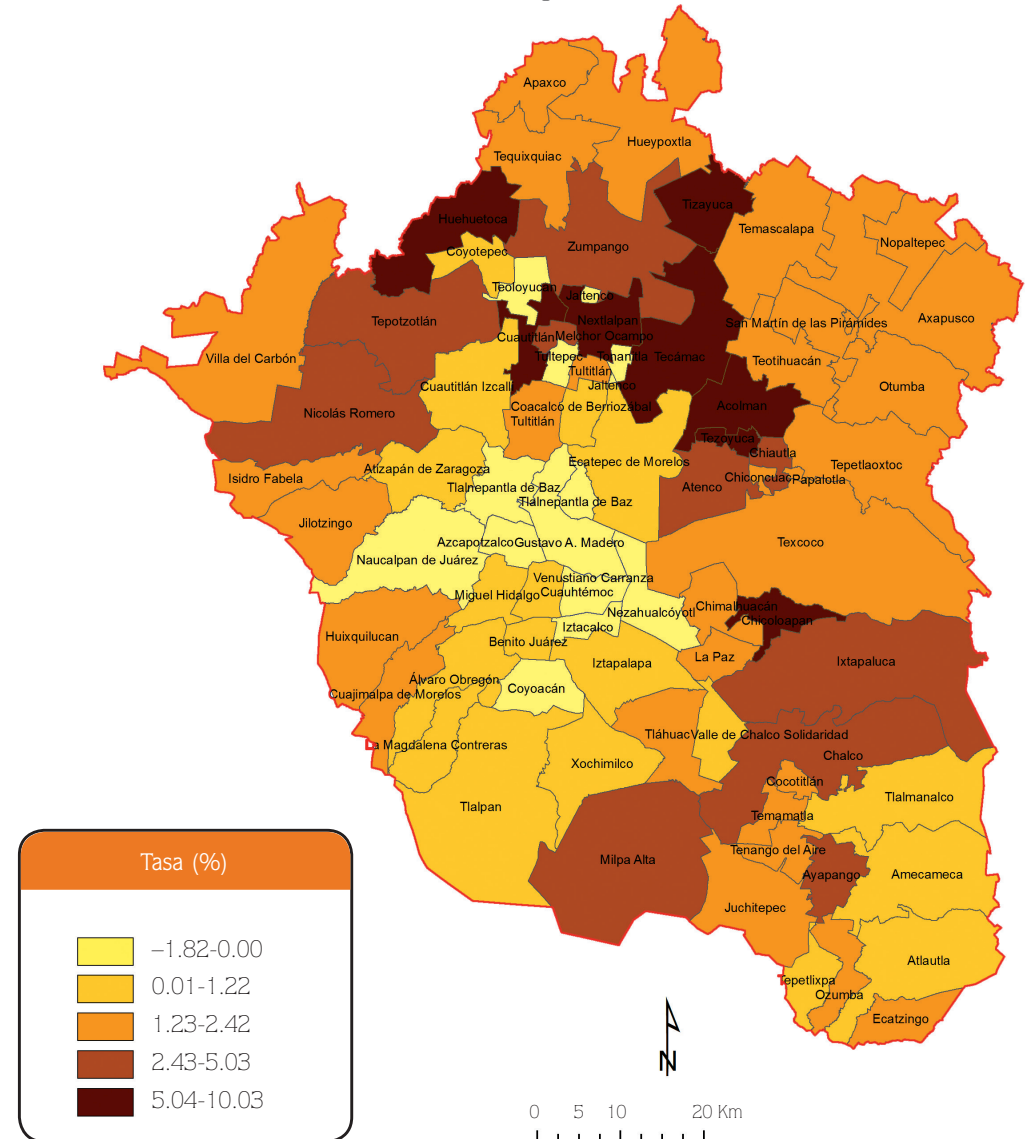 Apaxco
Hueypoxtla
Tequixquiac
Tizayuca
Huehuetoca
Temascalapa
Zumpango
Nopaltepec
Coyotepec
Teoloyucan
Jaltenco
Axapusco
Tepotzotlán
Nextlalpan
San Martín de las Pirámides
Cuautitlán
Melchor Ocampo
Villa del Carbón
Tultepec
Tonanitla
Tecámac
Teotihuacán
Tultitlán
Cuautitlán Izcalli
Jaltenco
Otumba
Nicolás Romero
Coacalco de Berriozábal
Acolman
Tultitlán
Tezoyuca
Chiautla
Atizapán de Zaragoza
Ecatepec de Morelos
Tepetlaoxtoc
Isidro Fabela
Chiconcuac
Papalotla
Tlalnepantla de Baz
Atenco
Tlalnepantla de Baz
Jilotzingo
Azcapotzalco
Gustavo A. Madero
Texcoco
Naucalpan de Juárez
Venustiano Carranza
Miguel Hidalgo
Cuauhtémoc
Chimalhuacán
Nezahualcóyotl
Chicoloapan
Iztacalco
Huixquilucan
Benito Juárez
La Paz
Iztapalapa
Ixtapaluca
Álvaro Obregón
Coyoacán
Cuajimalpa de Morelos
Tláhuac
Valle de Chalco Solidaridad
La Magdalena Contreras
Chalco
Xochimilco
Cocotitlán
Tlalmanalco
Tlalpan
Temamatla
Tenango del Aire
Milpa Alta
Ayapango
Amecameca
Juchitepec
Atlautla
Tepetlixpa
Ozumba
Ecatzingo
Tasa (%)
–1.82-0.00
0.01-1.22
1.23-2.42
2.43-5.03
5.04-10.03
N
0 5 10 20 Km